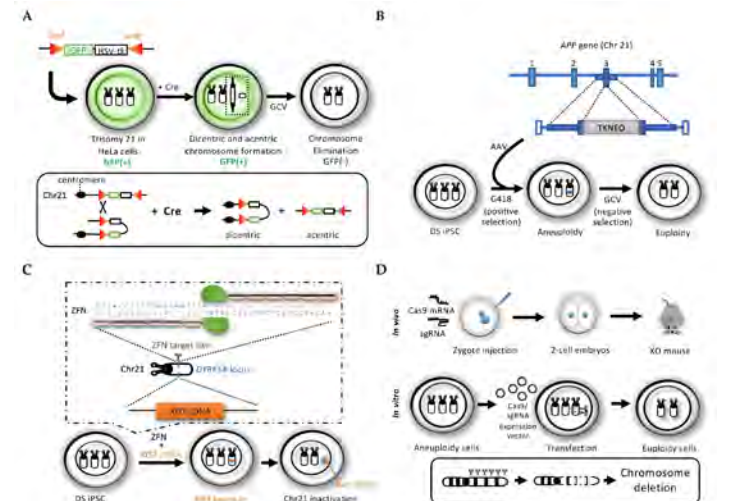 A
GFP
HSV-tk
+ Cre
GCV
Trisomy 21 in
HeLa cells
Dicentric and acentric
chromosome formation
GFP(+)
Chromosome
Elimination
GFP(-)
centromere
Chr21
+ Cre
dicentric
+
acentric
B
APP gene (Chr 21)
1 2 3 4 5
TKNEO
AAV
G418
(positive
selection)
GCV
(negative
selection)
DS iPSC
Aneuploidy
Euploidy
C
ZFN
ZFN target site
Chr21
XIST cDNA
ZFN
+
DS iPSC
Chr21 inactivation
D
In vivo
Cas9 mRNA
sgRNA
Zygote injection
2-cell embryos
KO mouse
In vitro
Cas9/
sgRNA
Expression
Vector
Aneuploidy cells
Transfection
Euploidy cells
Chromosome
deletion